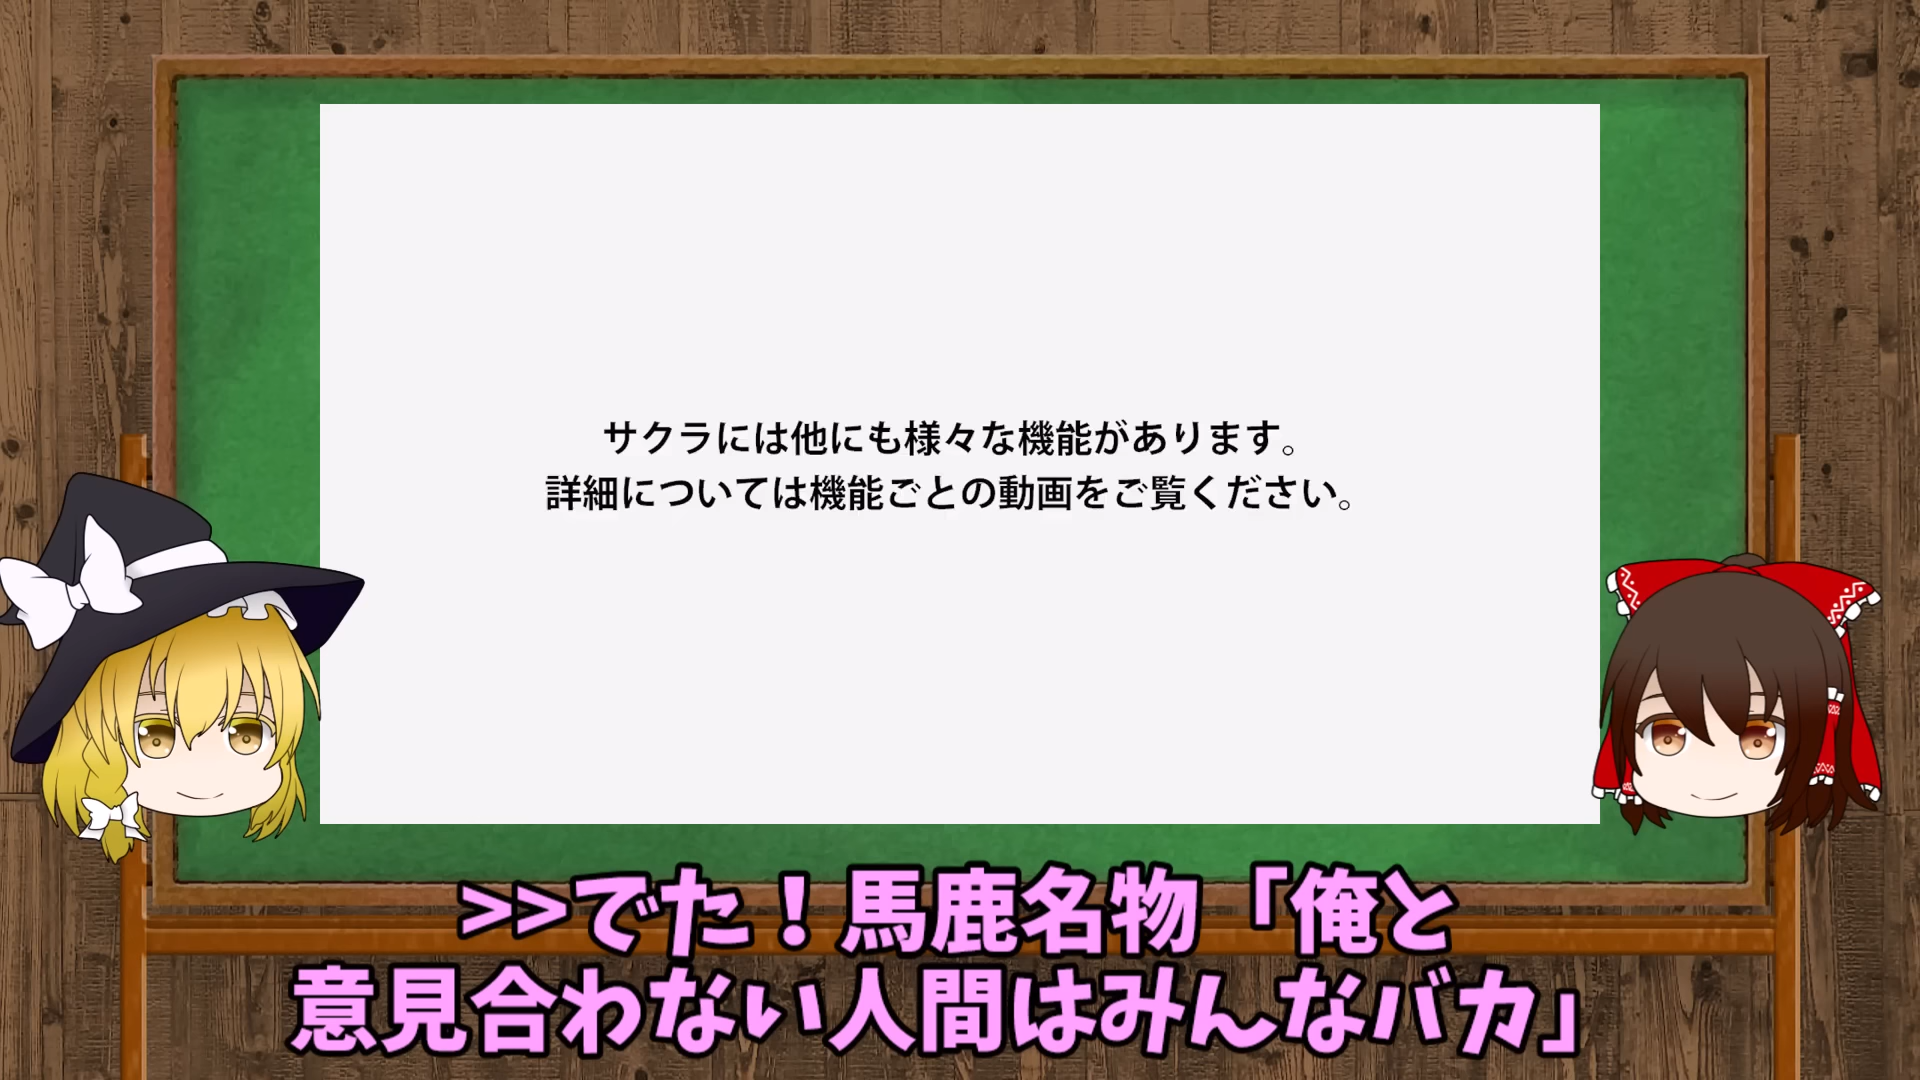 サクラには他にも様々な機能があります。
詳細については機能ごとの動画をご覧ください。
>>でた！馬鹿名物「俺と
意見合わない人間はみんなバカ」